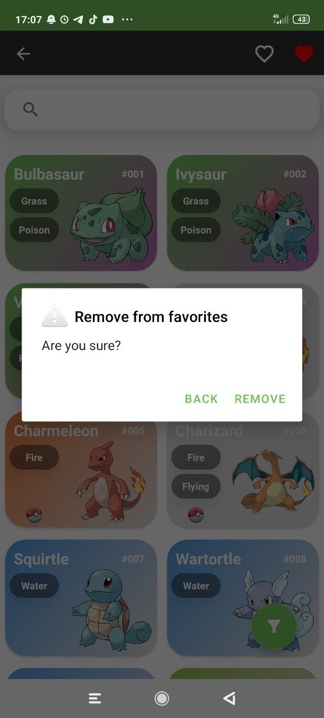 17:07
4G
43
Bulbasaur #001
Grass
Poison
Ivysaur #002
Grass
Poison
V
Remove from favorites
Are you sure?
BACK REMOVE
Charmeleon #005
Fire
Charizard #006
Fire
Flying
Squirtle #007
Water
Wartortle #008
Water